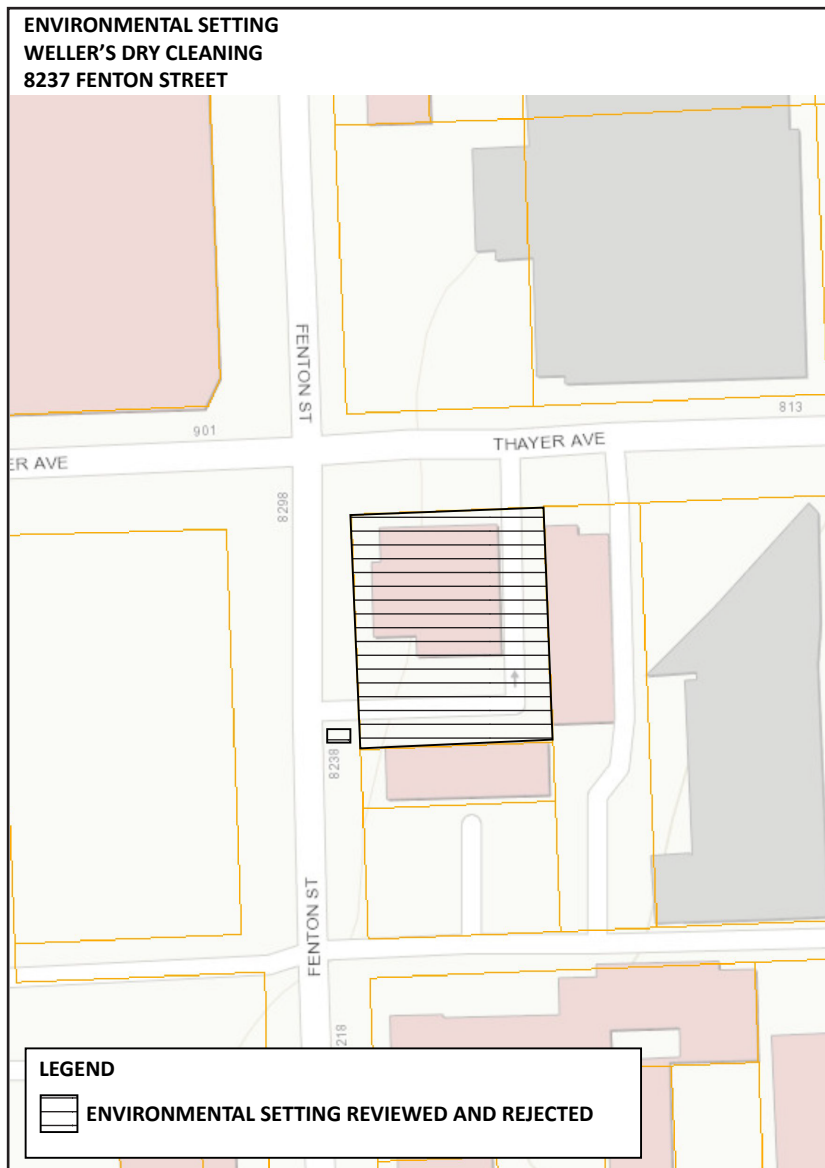 ENVIRONMENTAL SETTING
WELLER’S DRY CLEANING
8237 FENTON STREET
FENTON ST
813
901
THAYER AVE
ER AVE
8298
8238
FENTON ST
218
LEGEND
ENVIRONMENTAL SETTING REVIEWED AND REJECTED